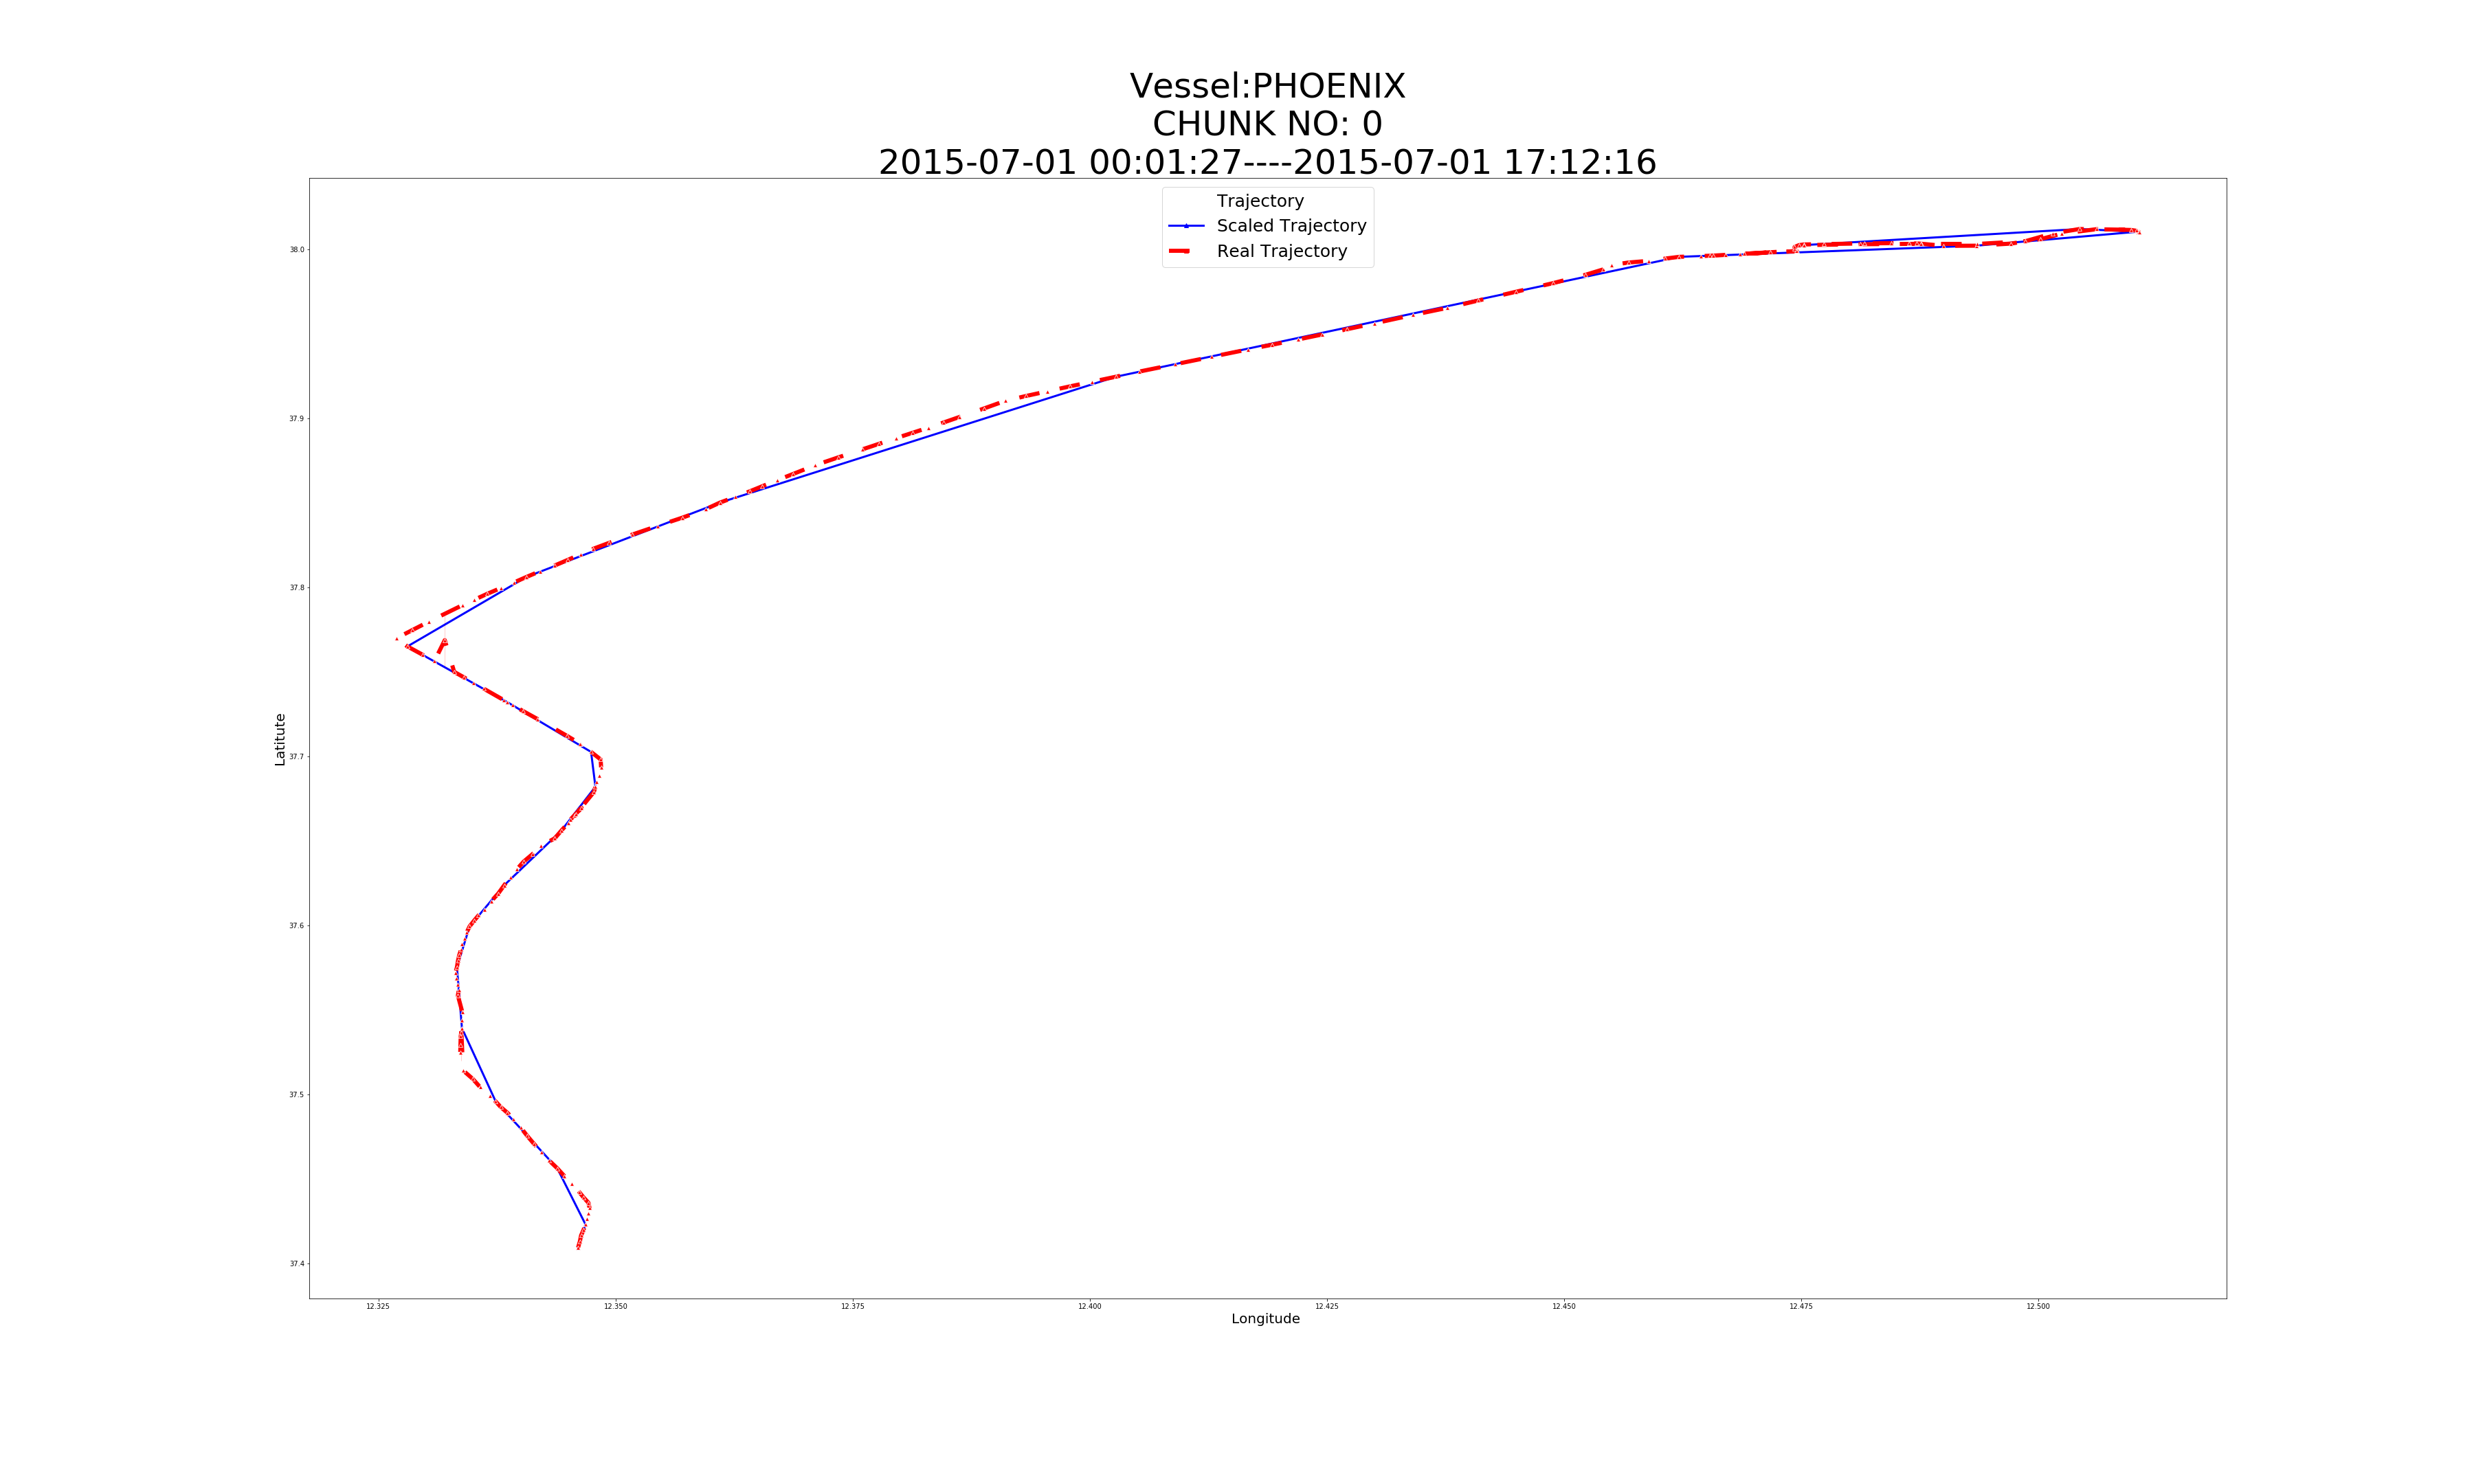 Vessel:PHOENIX
CHUNK NO: 0
2015-07-01 00:01:27----2015-07-01 17:12:16
Trajectory
Scaled Trajectory
Real Trajectory
38.0
37.9
37.8
37.7
37.6
37.5
37.4
Latitute
12.325 12.350 12.375 12.400 12.425 12.450 12.475 12.500
Longitude